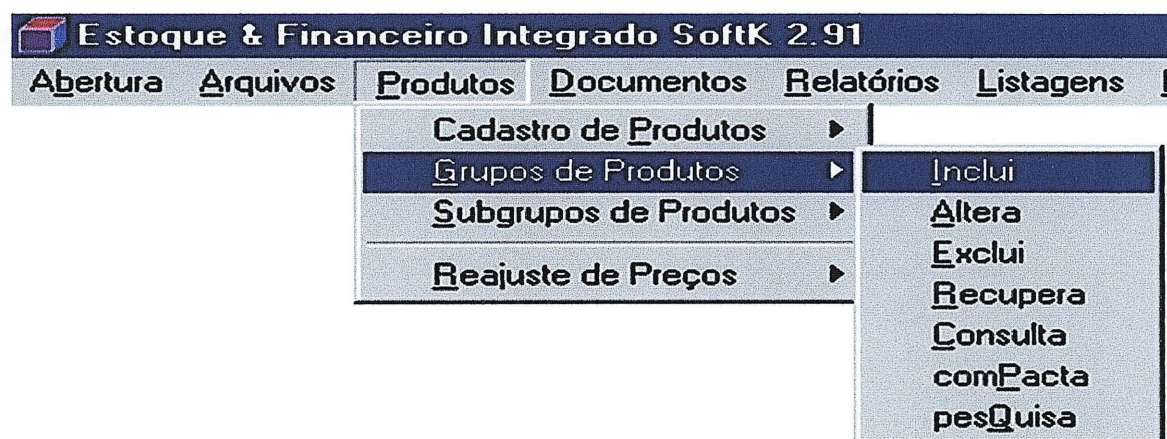 Estoque & Financeiro Integrado SoftK 2.91
Abertura Arquivos Produtos Documentos Relatórios Listagens
Cadastro de Produtos
Grupos de Produtos
Subgrupos de Produtos
Reajuste de Preços
Inclui
Altera
Exclui
Recupera
Consulta
comPacta
pesQuisa